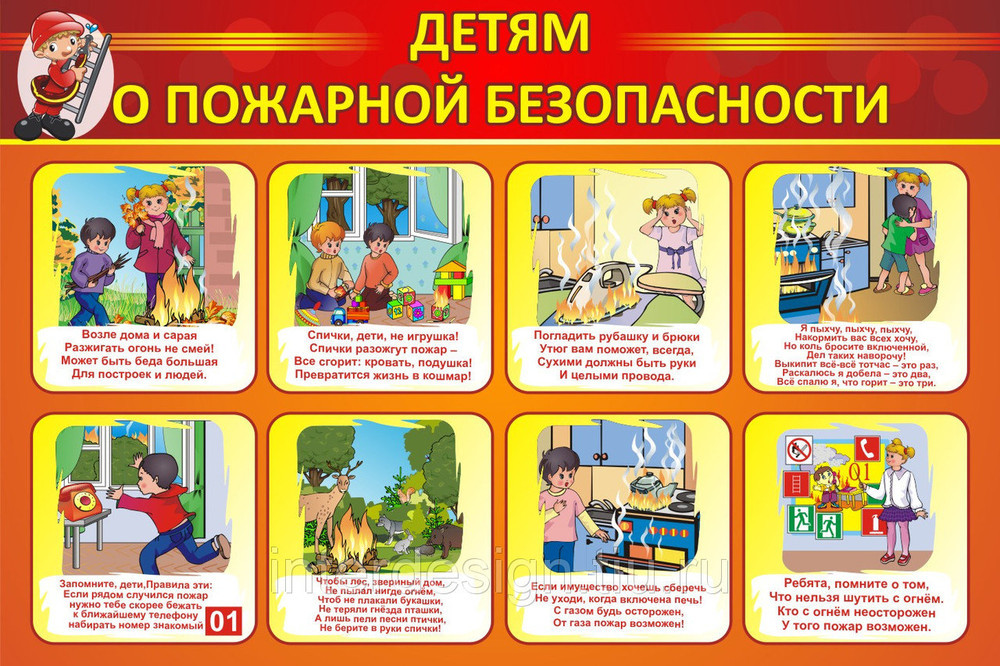 ДЕТЯМ
О ПОЖАРНОЙ БЕЗОПАСНОСТИ
Возле дома и сарая
Разжигать огонь не смей!
Может быть беда большая
Для построек и людей.
Спички, дети, не игрушка!
Спички разожгут пожар –
Все сгорит: кровать, подушка!
Превратится жизнь в кошмар!
Погладить рубашку и брюки
Утюг вам поможет, всегда,
Сухими должны быть руки
И целыми провода.
Я пыхчу, пыхчу, пыхчу,
Накормить вас всех хочу,
Но коль бросите включенной,
Дел таких наворочу!
Выкипит всё-всё тотчас – это раз,
Раскалюсь я добела – это два,
Всё спалю я, что горит – это три.
Запомните, дети,Правила эти:
Если рядом случился пожар
нужно тебе скорее бежать
к ближайшему телефону
набирать номер знакомый 01
Чтобы лес, звериный дом,
Не пылал нигде огнём,
Чтоб не плакали букашки,
Не теряли гнёзда пташки,
А лишь пели песни птички,
Не берите в руки спички!
Если имущество хочешь сберечь
Не уходи, когда включена печь!
С газом будь осторожен,
От газа пожар возможен!
01
Ребята, помните о том,
Что нельзя шутить с огнём.
Кто с огнём неосторожен
У того пожар возможен.